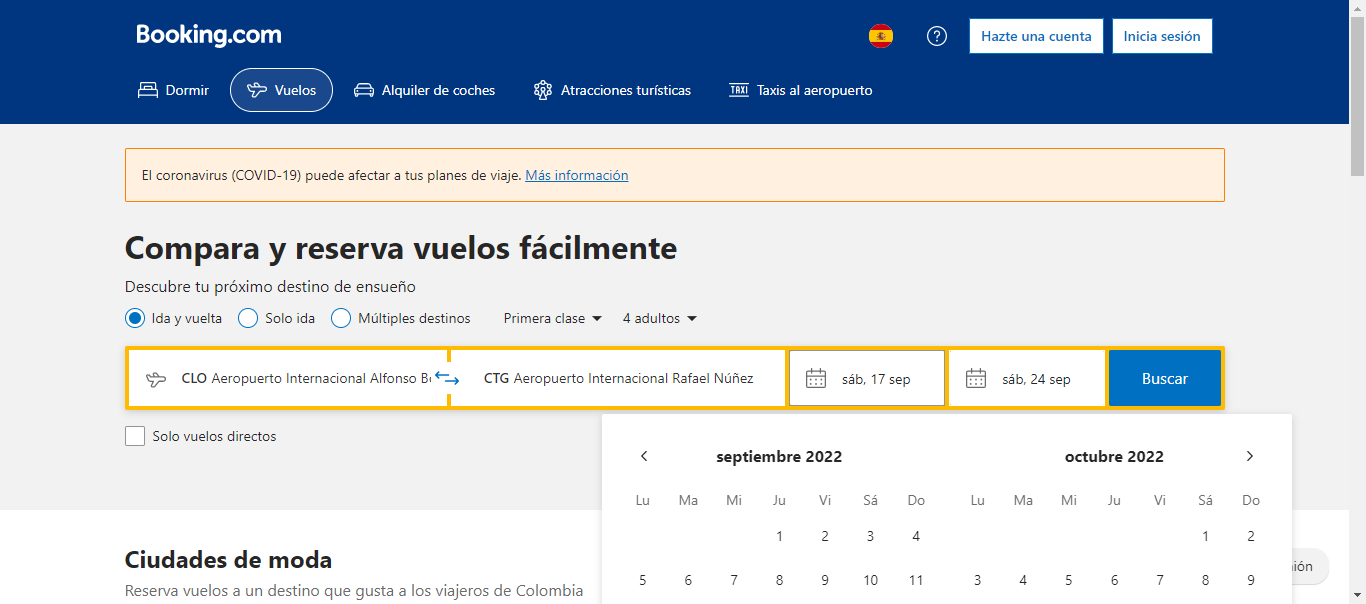 Booking.com
Hazte una cuenta
Inicia sesión
Dormir
Vuelos
Alquiler de coches
Atracciones turísticas
TAXI
Taxis al aeropuerto
El coronavirus (COVID-19) puede afectar a tus planes de viaje. Más información
Compara y reserva vuelos fácilmente
Descubre tu próximo destino de ensueño
Ida y vuelta
Solo ida
Múltiples destinos
Primera clase
4 adultos
CLO Aeropuerto Internacional Alfonso
CTG Aeropuerto Internacional Rafael Núñez
sáb, 17 sep
sáb, 24 sep
Buscar
Solo vuelos directos
septiembre 2022
Lu Ma Mi Ju Vi Sá Do
1 2 3 4
5 6 7 8 9 10 11
octubre 2022
Lu Ma Mi Ju Vi Sá Do
1 2
3 4 5 6 7 8 9
Ciudades de moda
Reserva vuelos a un destino que gusta a los viajeros de Colombia